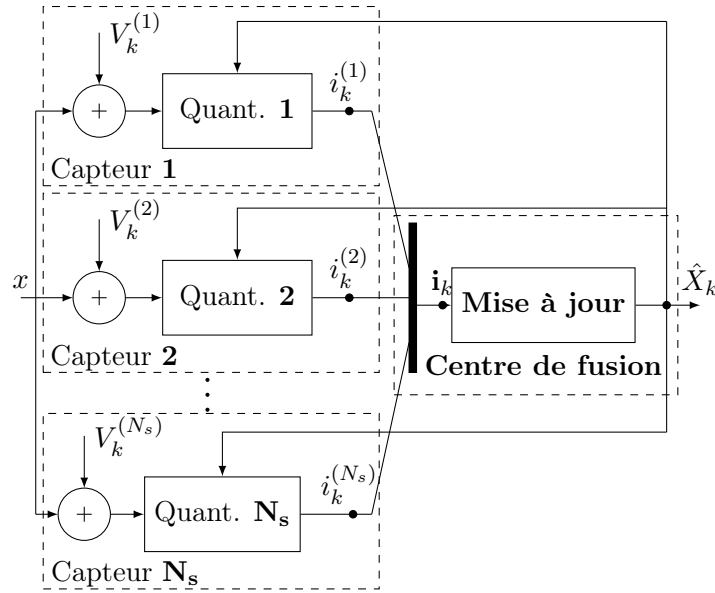 V_k^{(1)}
i_k^{(1)}
+
Quant. 1
Capteur 1
V_k^{(2)}
i_k^{(2)}
x
+
Quant. 2
i_k
Mise à jour
X̂_k
Capteur 2
Centre de fusion
⋮
V_k^{(N_s)}
i_k^{(N_s)}
+
Quant. N_s
Capteur N_s